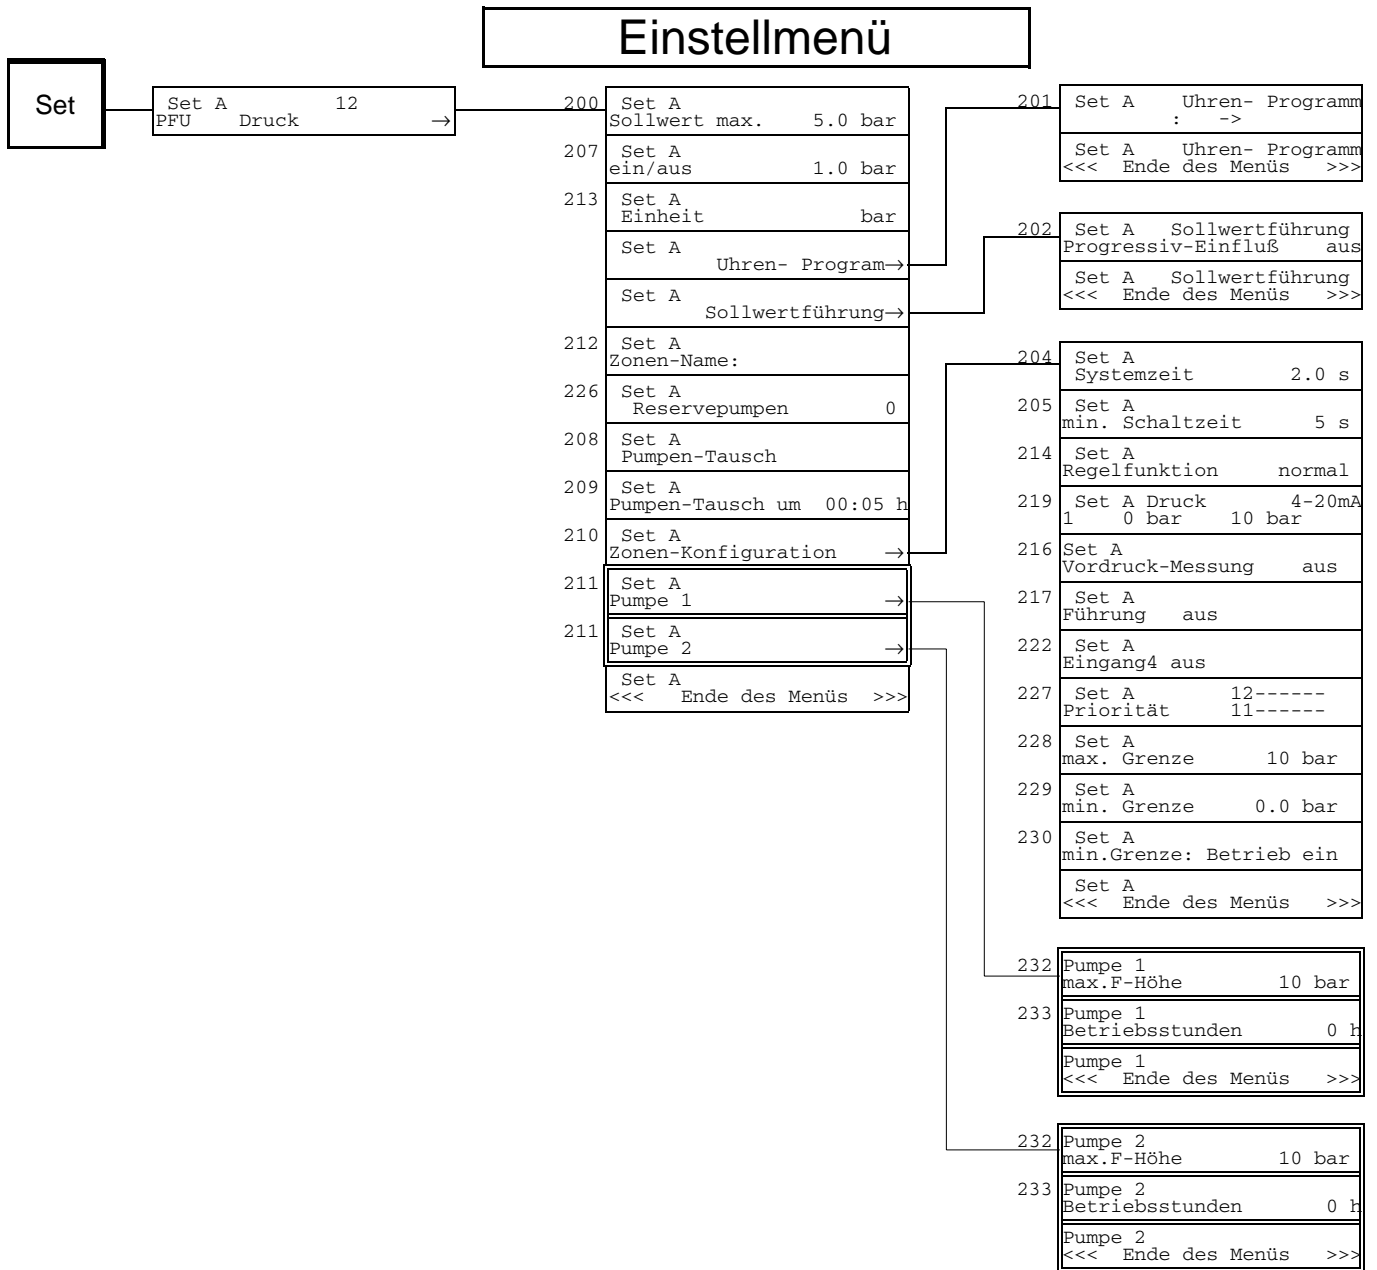 Einstellmenü
Set
Set A 12
PFU Druck →
200 Set A
Sollwert max. 5.0 bar
207 Set A
ein/aus 1.0 bar
213 Set A
Einheit bar
Set A
Uhren- Program→
Set A
Sollwertführung→
212 Set A
Zonen-Name:
226 Set A
Reservepumpen 0
208 Set A
Pumpen-Tausch
209 Set A
Pumpen-Tausch um 00:05 h
210 Set A
Zonen-Konfiguration →
211 Set A
Pumpe 1 →
211 Set A
Pumpe 2 →
Set A
<<< Ende des Menüs >>>
201 Set A Uhren- Programm
: ->
Set A Uhren- Programm
<<< Ende des Menüs >>>
202 Set A Sollwertführung
Progressiv-Einfluß aus
Set A Sollwertführung
<<< Ende des Menüs >>>
204 Set A
Systemzeit 2.0 s
205 Set A
min. Schaltzeit 5 s
214 Set A
Regelfunktion normal
219 Set A Druck 4-20mA
1 0 bar 10 bar
216 Set A
Vordruck-Messung aus
217 Set A
Führung aus
222 Set A
Eingang4 aus
227 Set A 12------
Priorität 11------
228 Set A
max. Grenze 10 bar
229 Set A
min. Grenze 0.0 bar
230 Set A
min.Grenze: Betrieb ein
Set A
<<< Ende des Menüs >>>
232 Pumpe 1
max.F-Höhe 10 bar
233 Pumpe 1
Betriebsstunden 0 h
Pumpe 1
<<< Ende des Menüs >>>
232 Pumpe 2
max.F-Höhe 10 bar
233 Pumpe 2
Betriebsstunden 0 h
Pumpe 2
<<< Ende des Menüs >>>